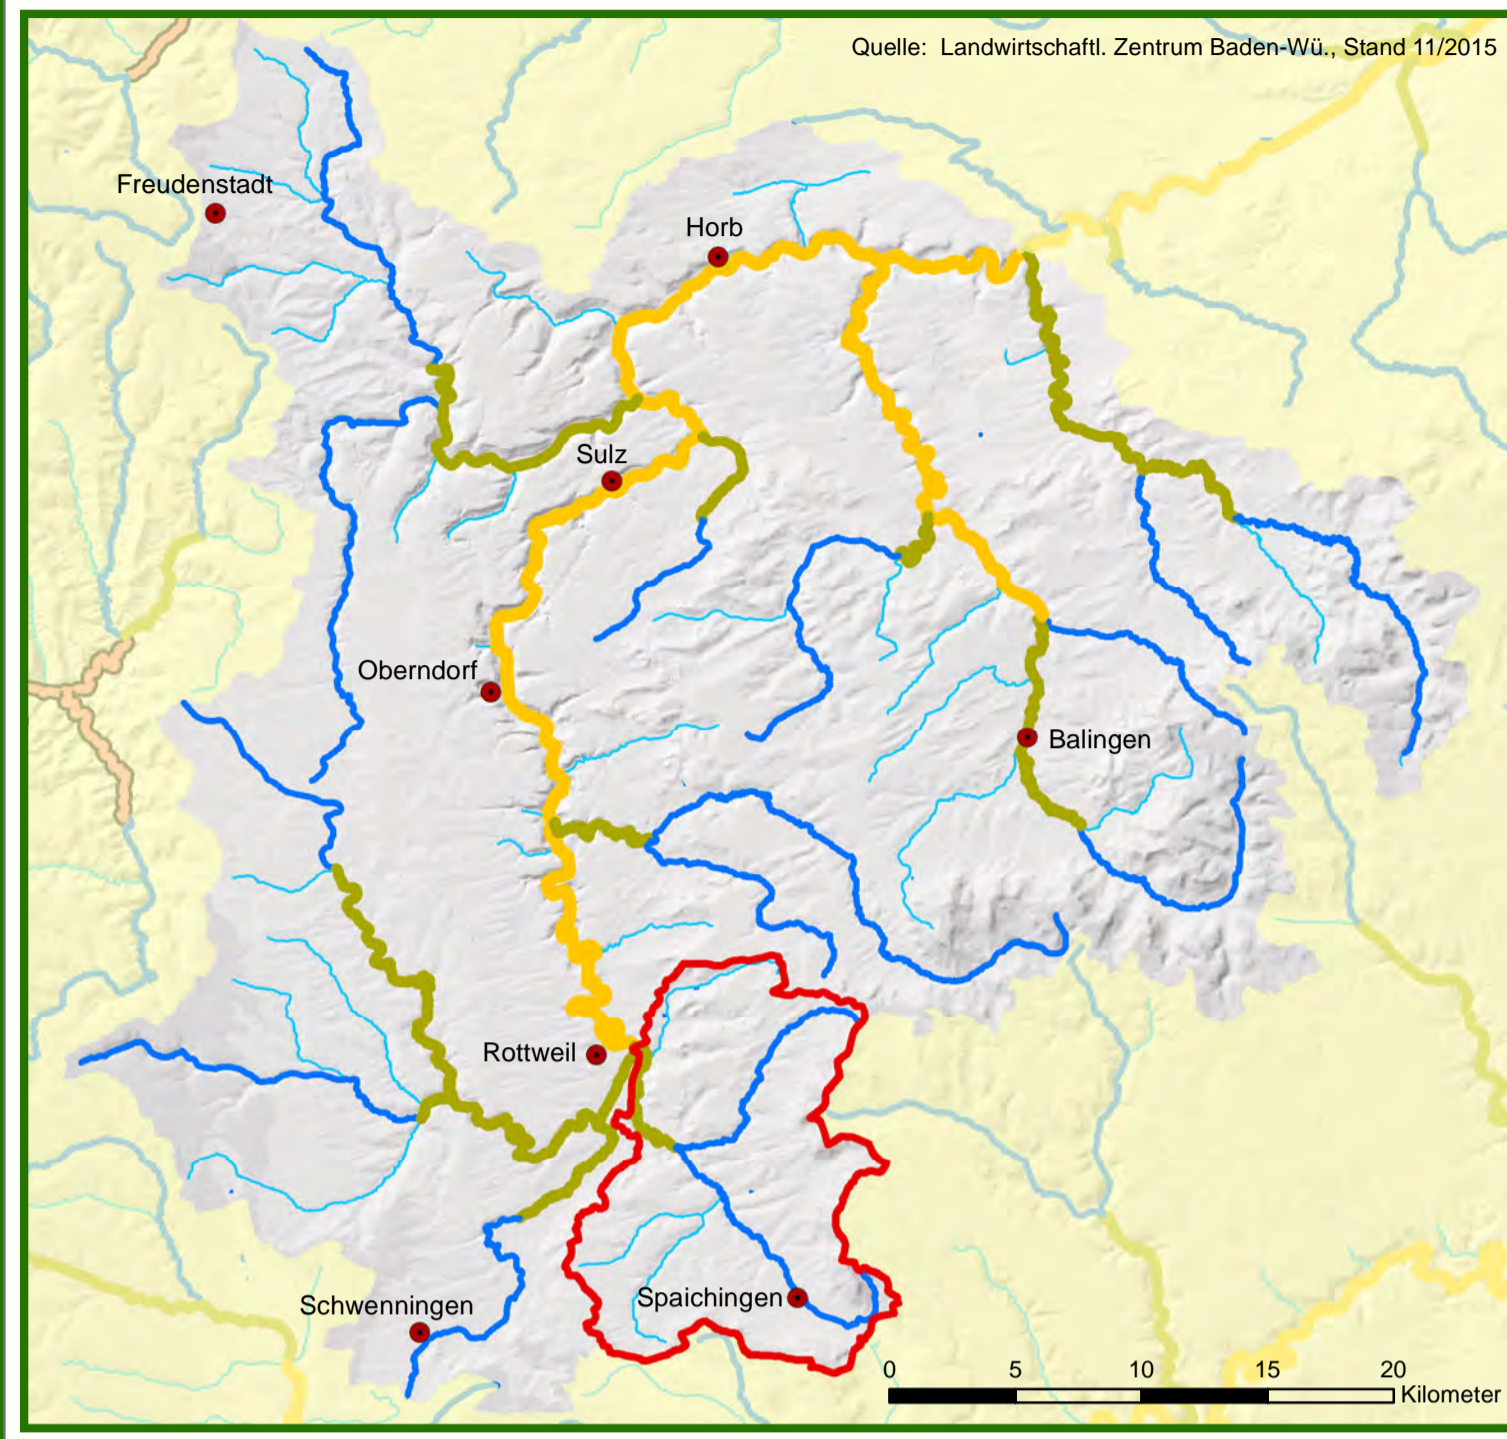 Quelle: Landwirtschaftl. Zentrum Baden-Wü., Stand 11/2015
Freudenstadt
Horb
Sulz
Oberndorf
Balingen
Rottweil
Spaichingen
Schwenningen
0 5 10 15 20
Kilometer